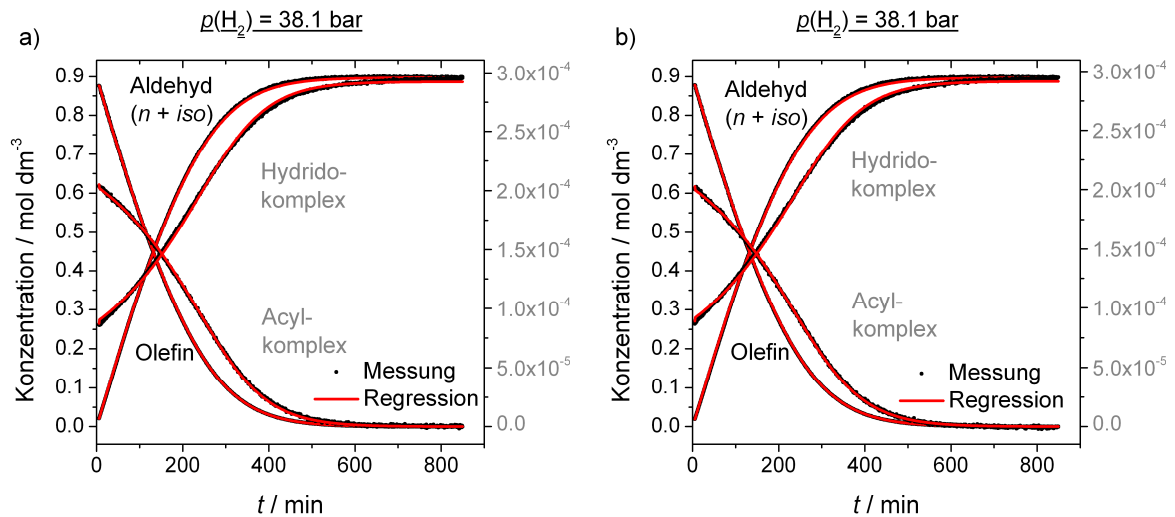 p(H2) = 38.1 bar
a)
Konzentration / mol dm-3
0.9
0.8
0.7
0.6
0.5
0.4
0.3
0.2
0.1
0.0
Aldehyd
(n + iso)
Hydrido-
komplex
Acyl-
komplex
Olefin
Messung
Regression
3.0x10-4
2.5x10-4
2.0x10-4
1.5x10-4
1.0x10-4
5.0x10-5
0.0
0 200 400 600 800
t / min
p(H2) = 38.1 bar
b)
Konzentration / mol dm-3
0.9
0.8
0.7
0.6
0.5
0.4
0.3
0.2
0.1
0.0
Aldehyd
(n + iso)
Hydrido-
komplex
Acyl-
komplex
Olefin
Messung
Regression
3.0x10-4
2.5x10-4
2.0x10-4
1.5x10-4
1.0x10-4
5.0x10-5
0.0
0 200 400 600 800
t / min